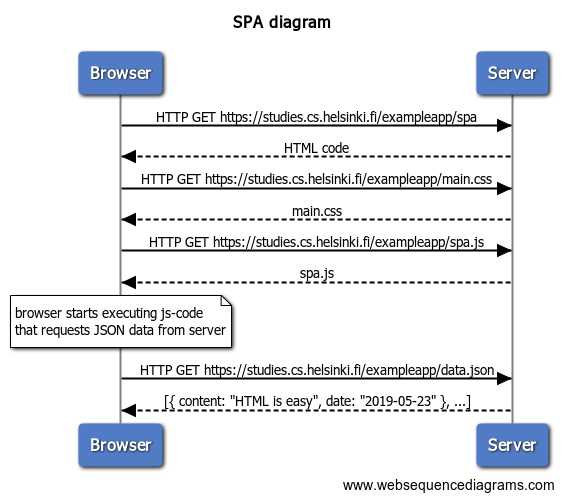 SPA diagram
Browser
Server
HTTP GET https://studies.cs.helsinki.fi/exampleapp/spa
HTML code
HTTP GET https://studies.cs.helsinki.fi/exampleapp/main.css
main.css
HTTP GET https://studies.cs.helsinki.fi/exampleapp/spa.js
spa.js
browser starts executing js-code
that requests JSON data from server
HTTP GET https://studies.cs.helsinki.fi/exampleapp/data.json
[{ content: "HTML is easy", date: "2019-05-23" }, ...]
Browser
Server
www.websequencediagrams.com